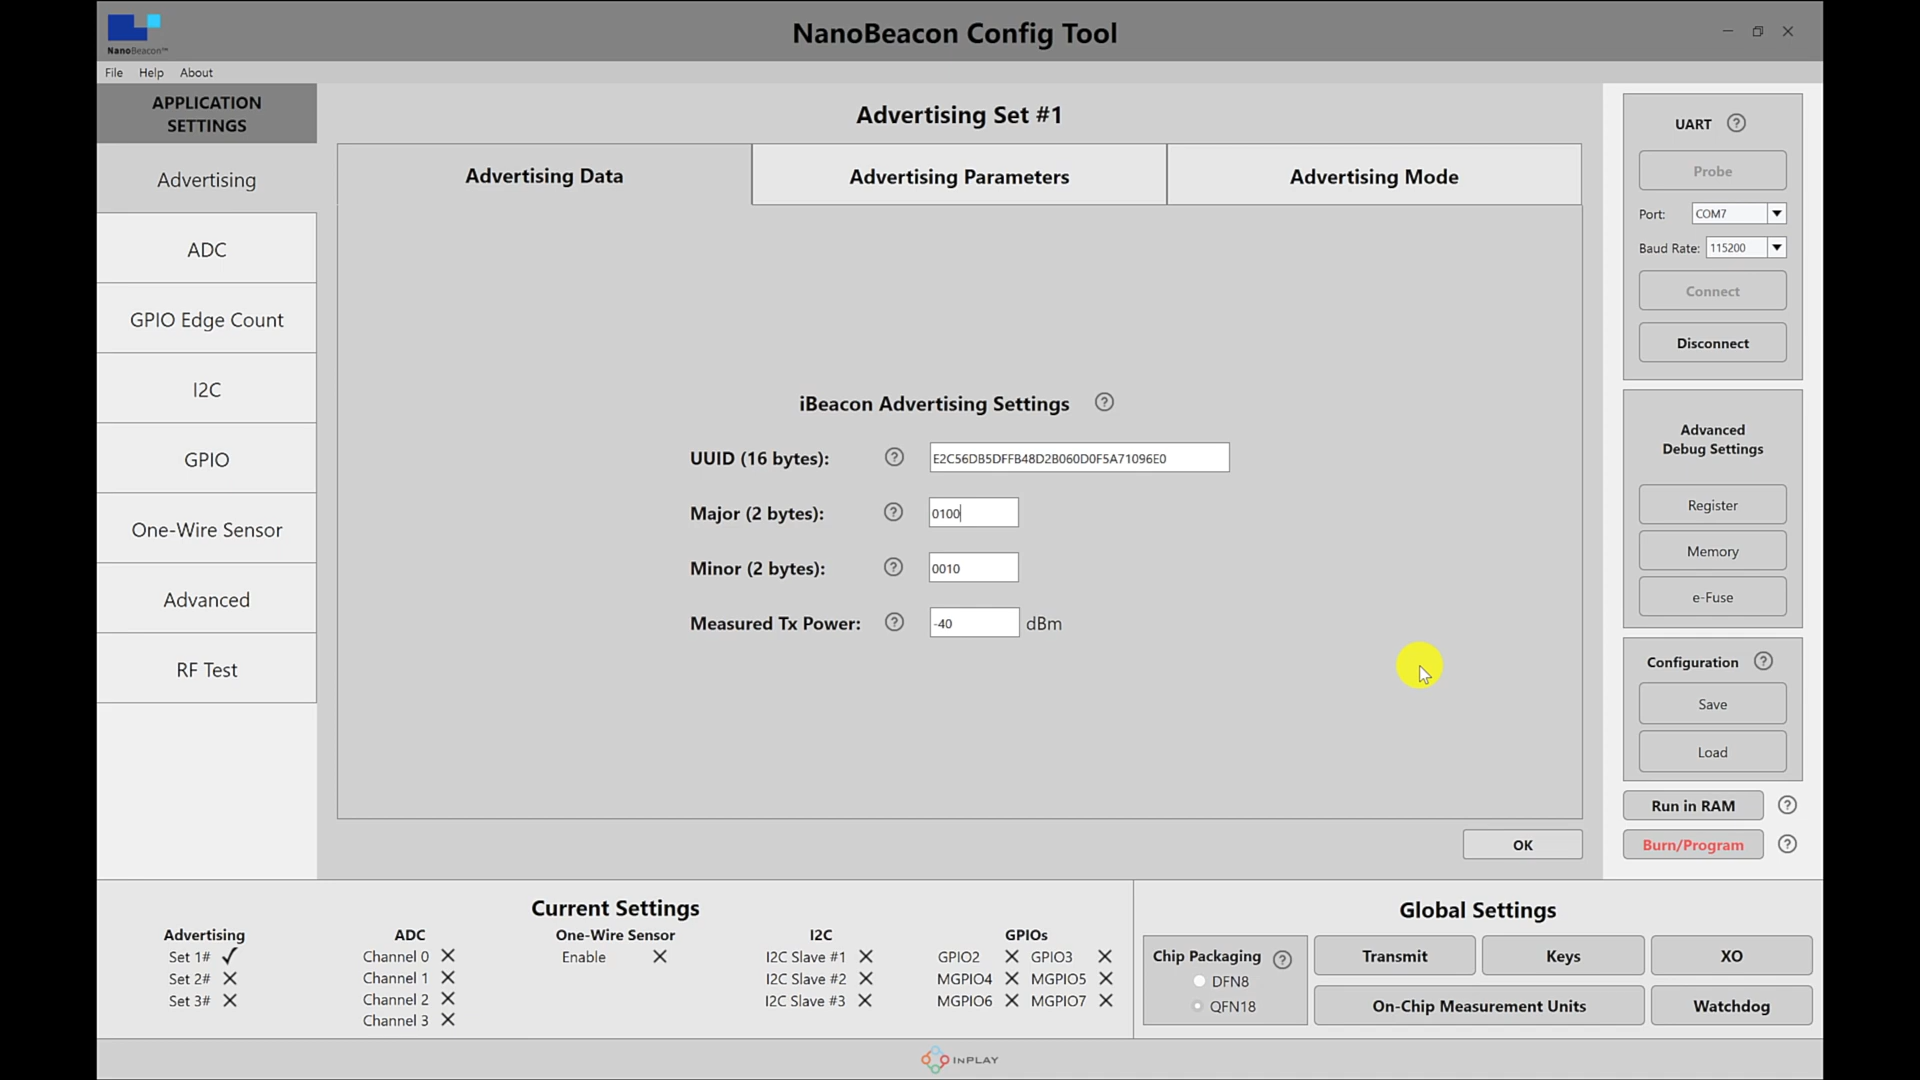 NanoBeacon™
NanoBeacon Config Tool
File Help About
APPLICATION
SETTINGS
Advertising
ADC
GPIO Edge Count
I2C
GPIO
One-Wire Sensor
Advanced
RF Test
Advertising Set #1
Advertising Data
Advertising Parameters
Advertising Mode
iBeacon Advertising Settings ?
UUID (16 bytes): ? E2C56DB5DFFB48D2B060D0F5A71096E0
Major (2 bytes): ? 0100
Minor (2 bytes): ? 0010
Measured Tx Power: ? -40 dBm
OK
UART ?
Probe
Port: COM7
Baud Rate: 115200
Connect
Disconnect
Advanced
Debug Settings
Register
Memory
e-Fuse
Configuration ?
Save
Load
Run in RAM ?
Burn/Program ?
Current Settings
Advertising
Set 1#
Set 2#
Set 3#
ADC
Channel 0
Channel 1
Channel 2
Channel 3
One-Wire Sensor
Enable
I2C
I2C Slave #1
I2C Slave #2
I2C Slave #3
GPIOs
GPIO2 GPIO3
MGPIO4 MGPIO5
MGPIO6 MGPIO7
Global Settings
Chip Packaging ?
DFN8
QFN18
Transmit
Keys
XO
On-Chip Measurement Units
Watchdog
INPLAY